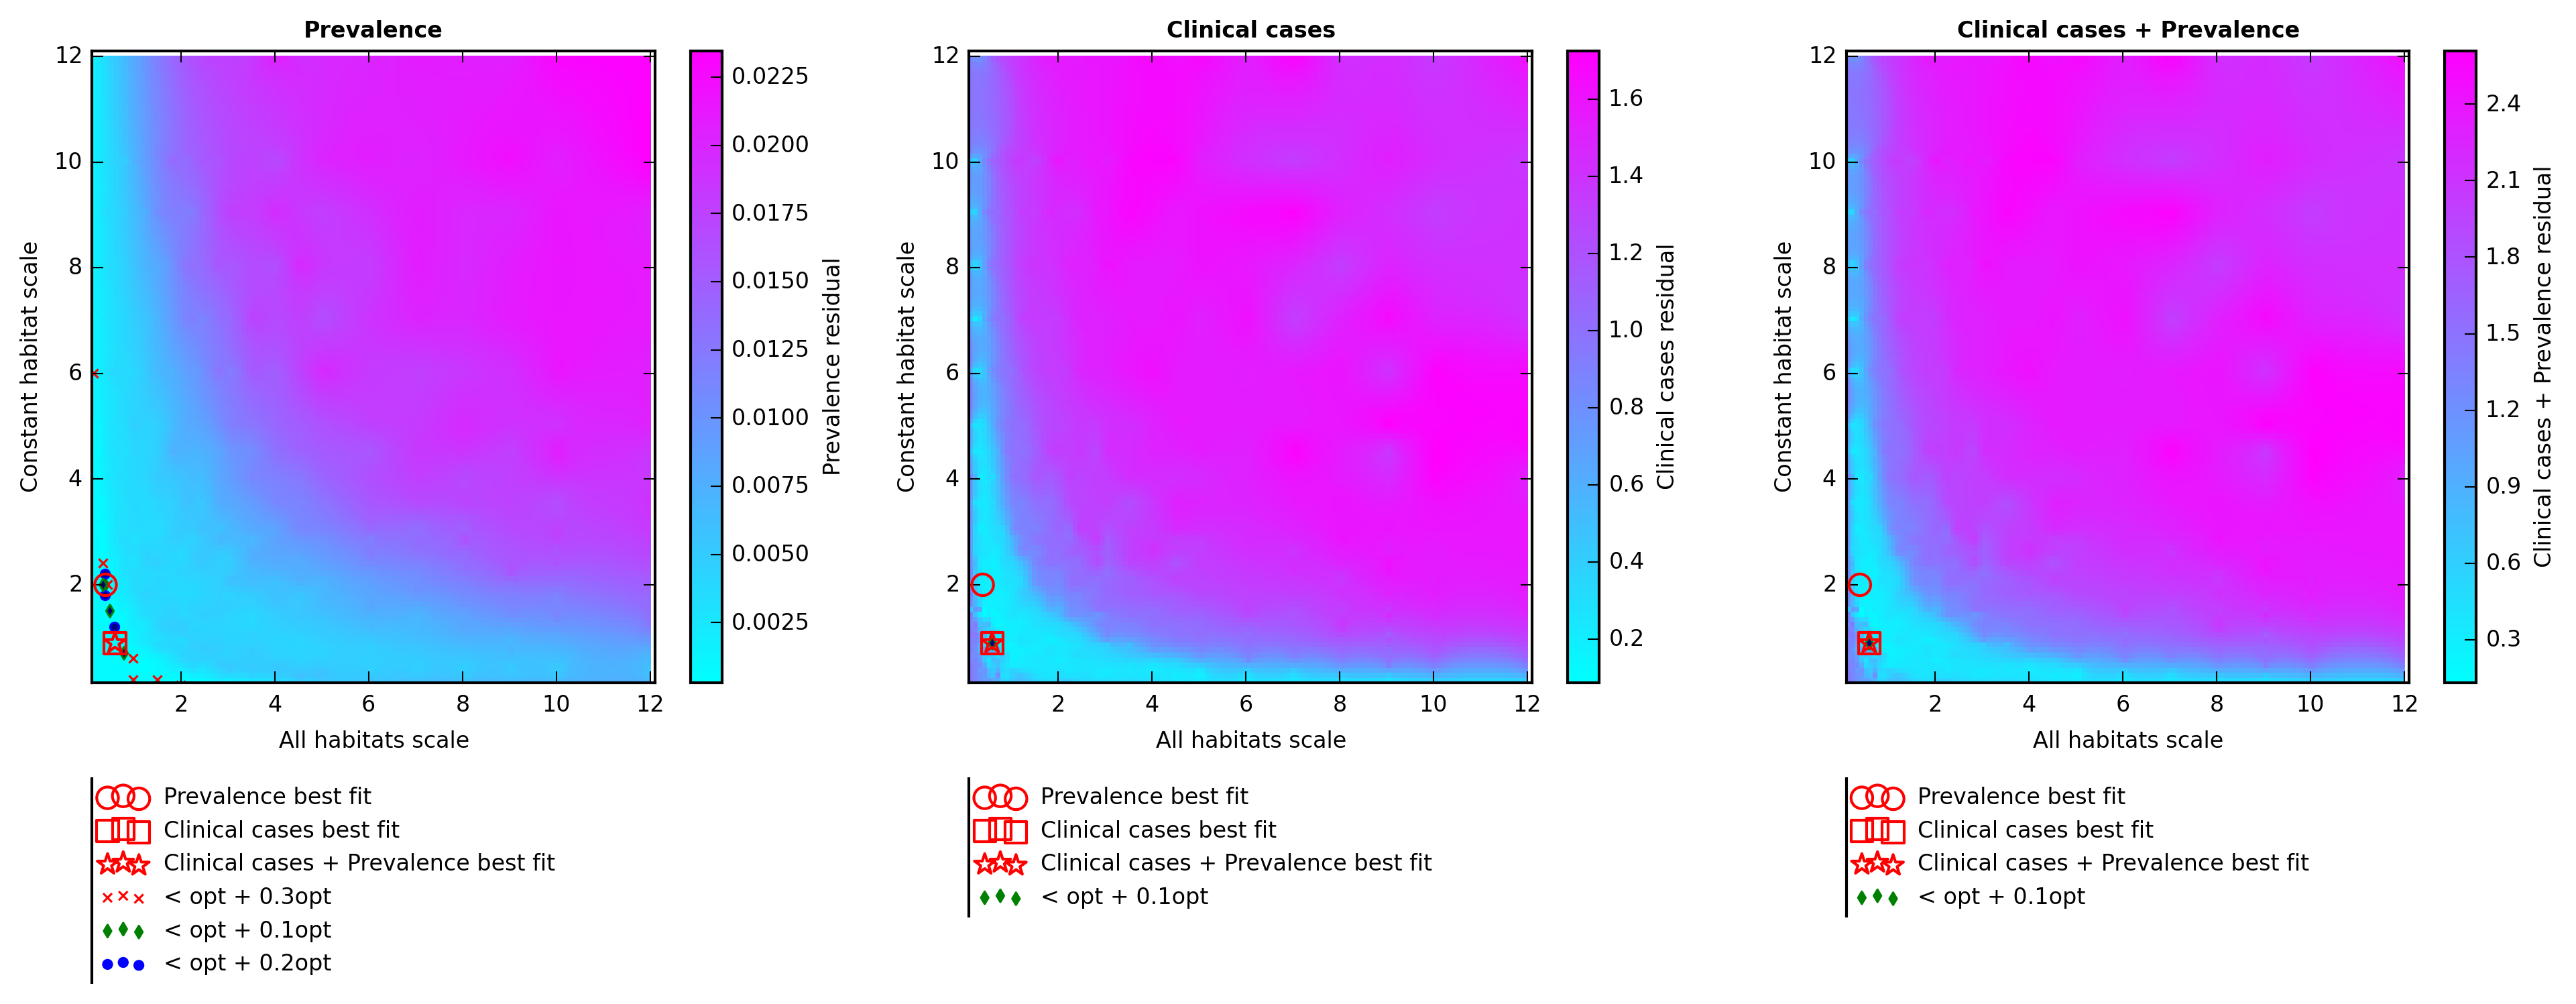 Prevalence
12
10
8
6
4
2
Constant habitat scale
2 4 6 8 10 12
All habitats scale
0.0225
0.0200
0.0175
0.0150
0.0125
0.0100
0.0075
0.0050
0.0025
Prevalence residual
Prevalence best fit
Clinical cases best fit
Clinical cases + Prevalence best fit
< opt + 0.3opt
< opt + 0.1opt
< opt + 0.2opt
Clinical cases
12
10
8
6
4
2
Constant habitat scale
2 4 6 8 10 12
All habitats scale
1.6
1.4
1.2
1.0
0.8
0.6
0.4
0.2
Clinical cases residual
Prevalence best fit
Clinical cases best fit
Clinical cases + Prevalence best fit
< opt + 0.1opt
Clinical cases + Prevalence
12
10
8
6
4
2
Constant habitat scale
2 4 6 8 10 12
All habitats scale
2.4
2.1
1.8
1.5
1.2
0.9
0.6
0.3
Clinical cases + Prevalence residual
Prevalence best fit
Clinical cases best fit
Clinical cases + Prevalence best fit
< opt + 0.1opt